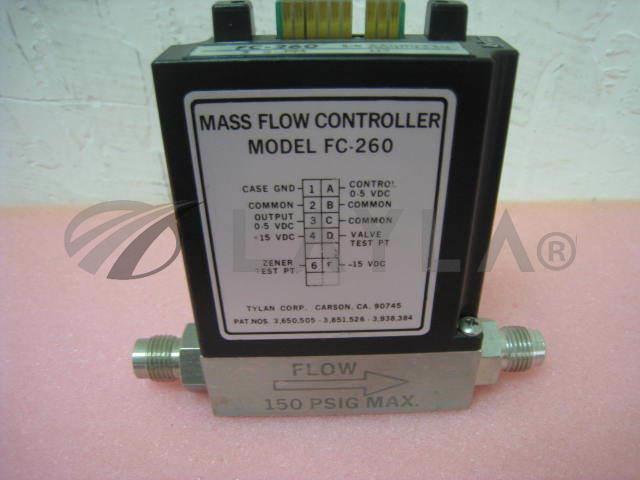 FC-260
MASS FLOW CONTROLLER
MODEL FC-260
CASE GND 1 A CONTROL 0-5 VDC
COMMON 2 B COMMON
OUTPUT 0-5 VDC 3 C COMMON
15 VDC 4 D VALVE TEST PT
ZENER TEST PT. 6 F -15 VDC
TYLAN CORP. CARSON, CA. 90745
PAT. NOS. 3,650,505 - 3,851,526 - 3,938,384
FLOW
150 PSIG MAX.
LAYLA®